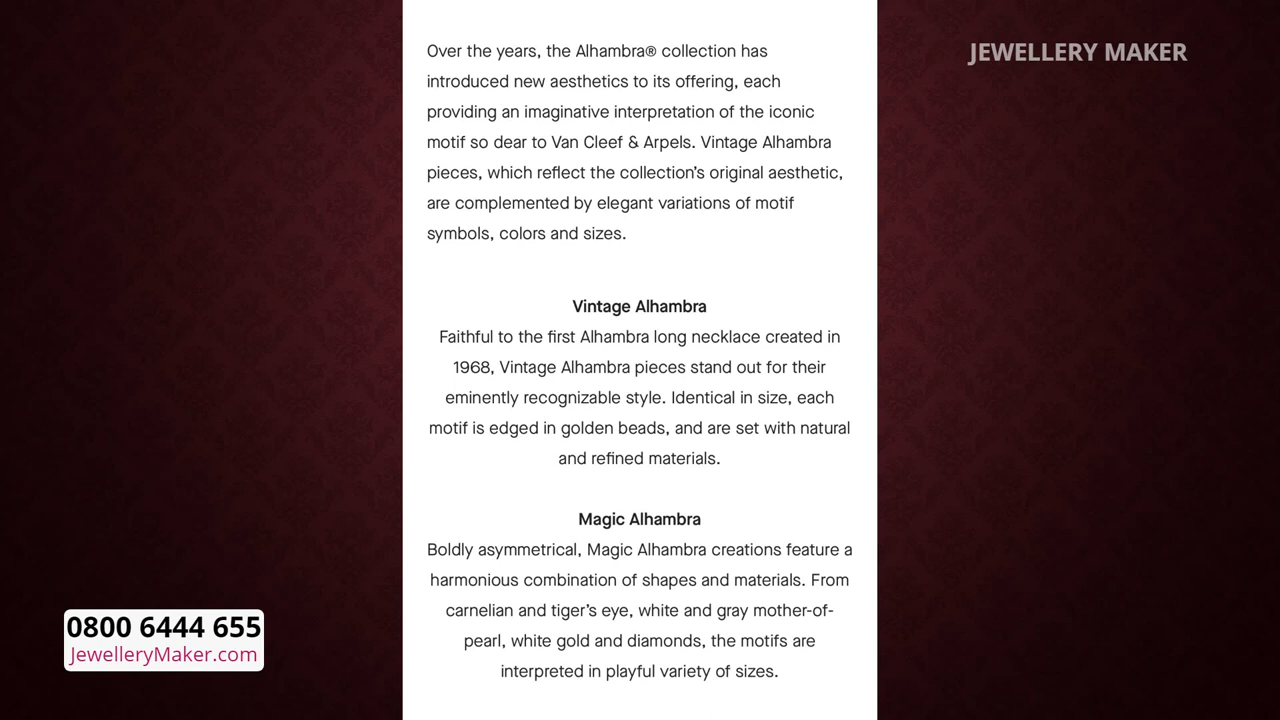 JEWELLERY MAKER
Over the years, the Alhambra® collection has
introduced new aesthetics to its offering, each
providing an imaginative interpretation of the iconic
motif so dear to Van Cleef & Arpels. Vintage Alhambra
pieces, which reflect the collection’s original aesthetic,
are complemented by elegant variations of motif
symbols, colors and sizes.
Vintage Alhambra
Faithful to the first Alhambra long necklace created in
1968, Vintage Alhambra pieces stand out for their
eminently recognizable style. Identical in size, each
motif is edged in golden beads, and are set with natural
and refined materials.
Magic Alhambra
Boldly asymmetrical, Magic Alhambra creations feature a
harmonious combination of shapes and materials. From
carnelian and tiger’s eye, white and gray mother-of-
pearl, white gold and diamonds, the motifs are
interpreted in playful variety of sizes.
0800 6444 655
JewelleryMaker.com